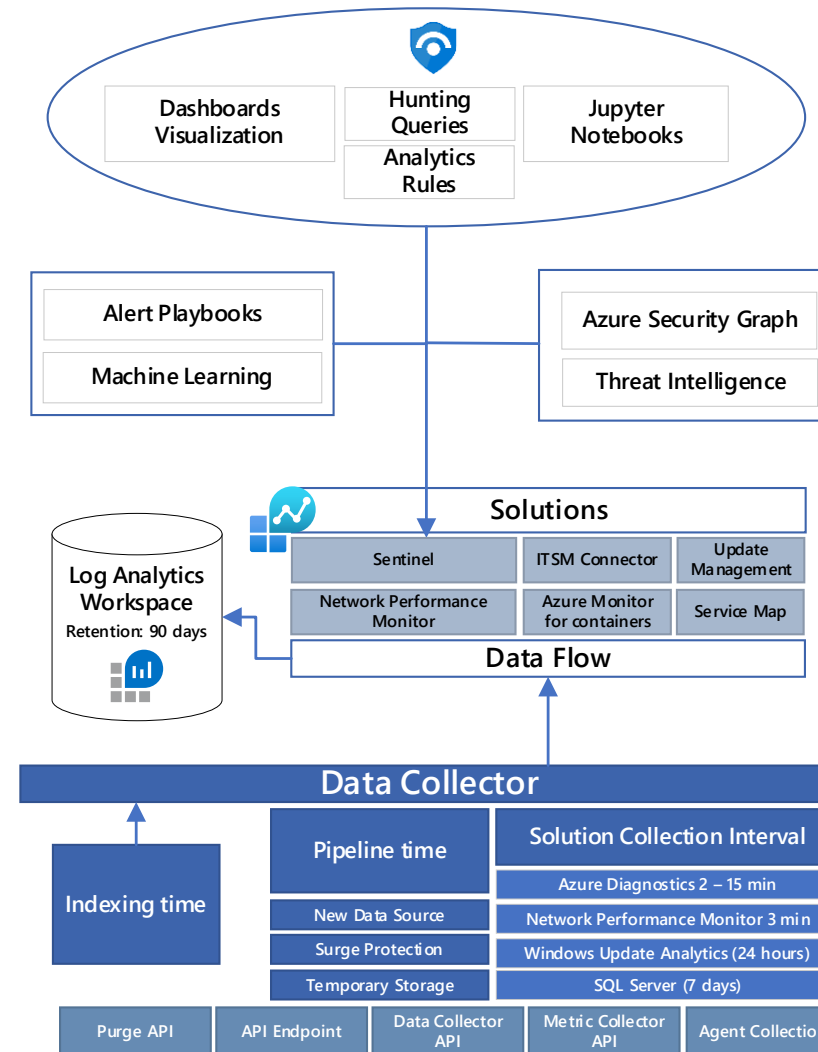 Dashboards
Visualization
Hunting
Queries
Analytics
Rules
Jupyter
Notebooks
Alert Playbooks
Machine Learning
Azure Security Graph
Threat Intelligence
Solutions
Sentinel
ITSM Connector
Update
Management
Network Performance
Monitor
Azure Monitor
for containers
Service Map
Data Flow
Log Analytics
Workspace
Retention: 90 days
Data Collector
Indexing time
Pipeline time
New Data Source
Surge Protection
Temporary Storage
Solution Collection Interval
Azure Diagnostics 2 – 15 min
Network Performance Monitor 3 min
Windows Update Analytics (24 hours)
SQL Server (7 days)
Purge API
API Endpoint
Data Collector
API
Metric Collector
API
Agent Collectio